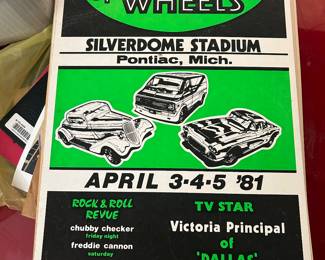 WHEELS
SILVERDOME STADIUM
Pontiac, Mich.
APRIL 3-4-5 '81
ROCK & ROLL
REVUE
chubby checker
friday night
freddie cannon
saturday
TV STAR
Victoria Principal
of
'DALLAS'